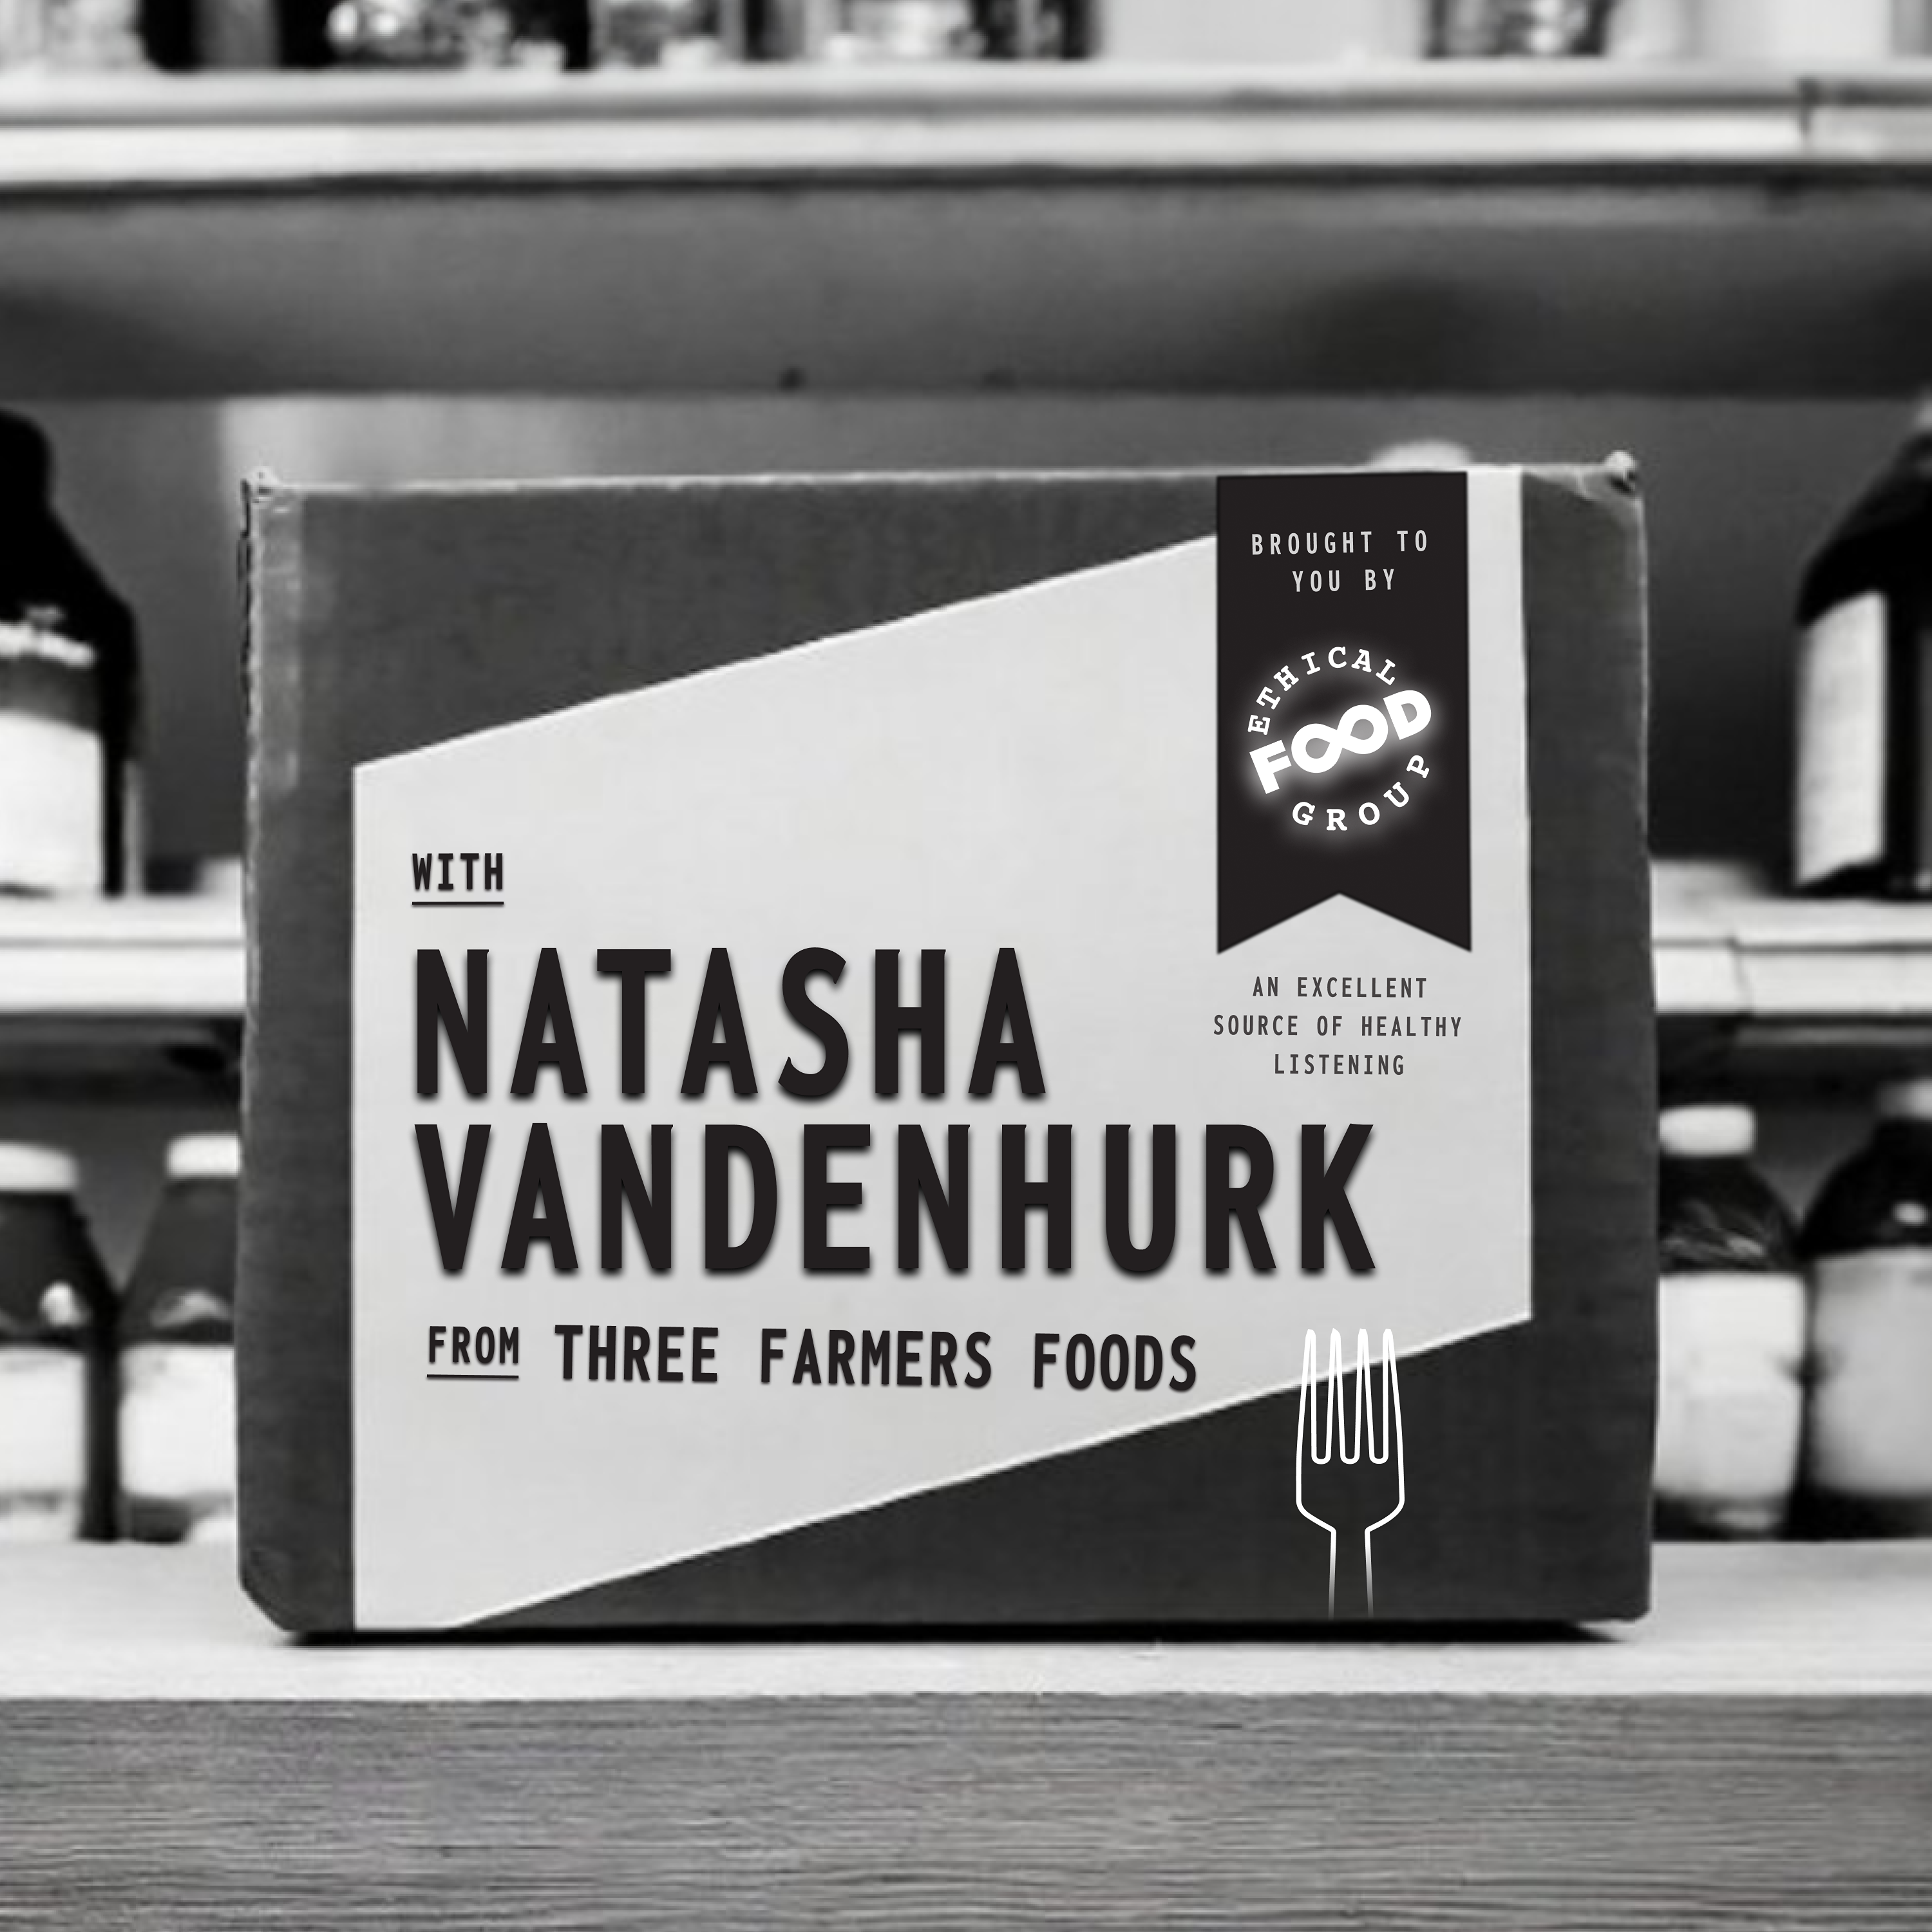 BROUGHT TO
YOU BY
ETHICAL
FOOD
GROUP
WITH
NATASHA
VANDENHURK
AN EXCELLENT
SOURCE OF HEALTHY
LISTENING
FROM THREE FARMERS FOODS